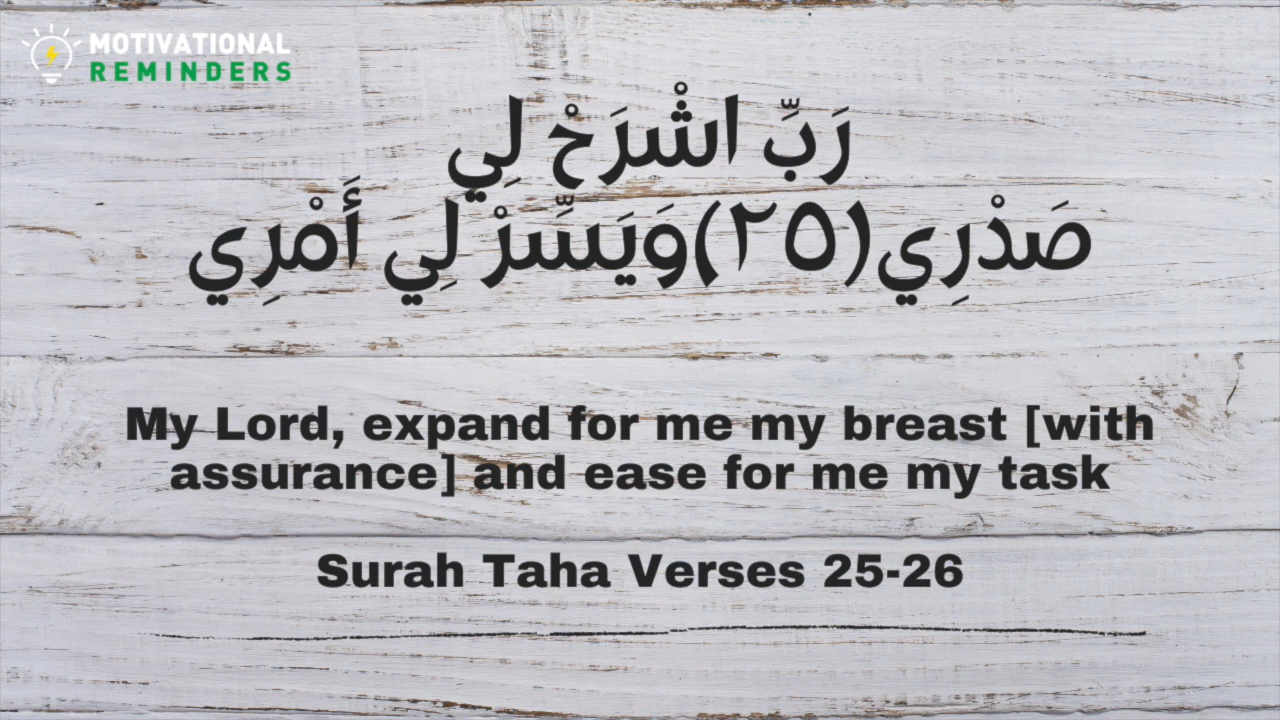 MOTIVATIONAL
REMINDERS
رَبِّ اشْرَحْ لِي
صَدْرِي(٢٥)وَيَسِّرْ لِي أَمْرِي
My Lord, expand for me my breast [with
assurance] and ease for me my task
Surah Taha Verses 25-26